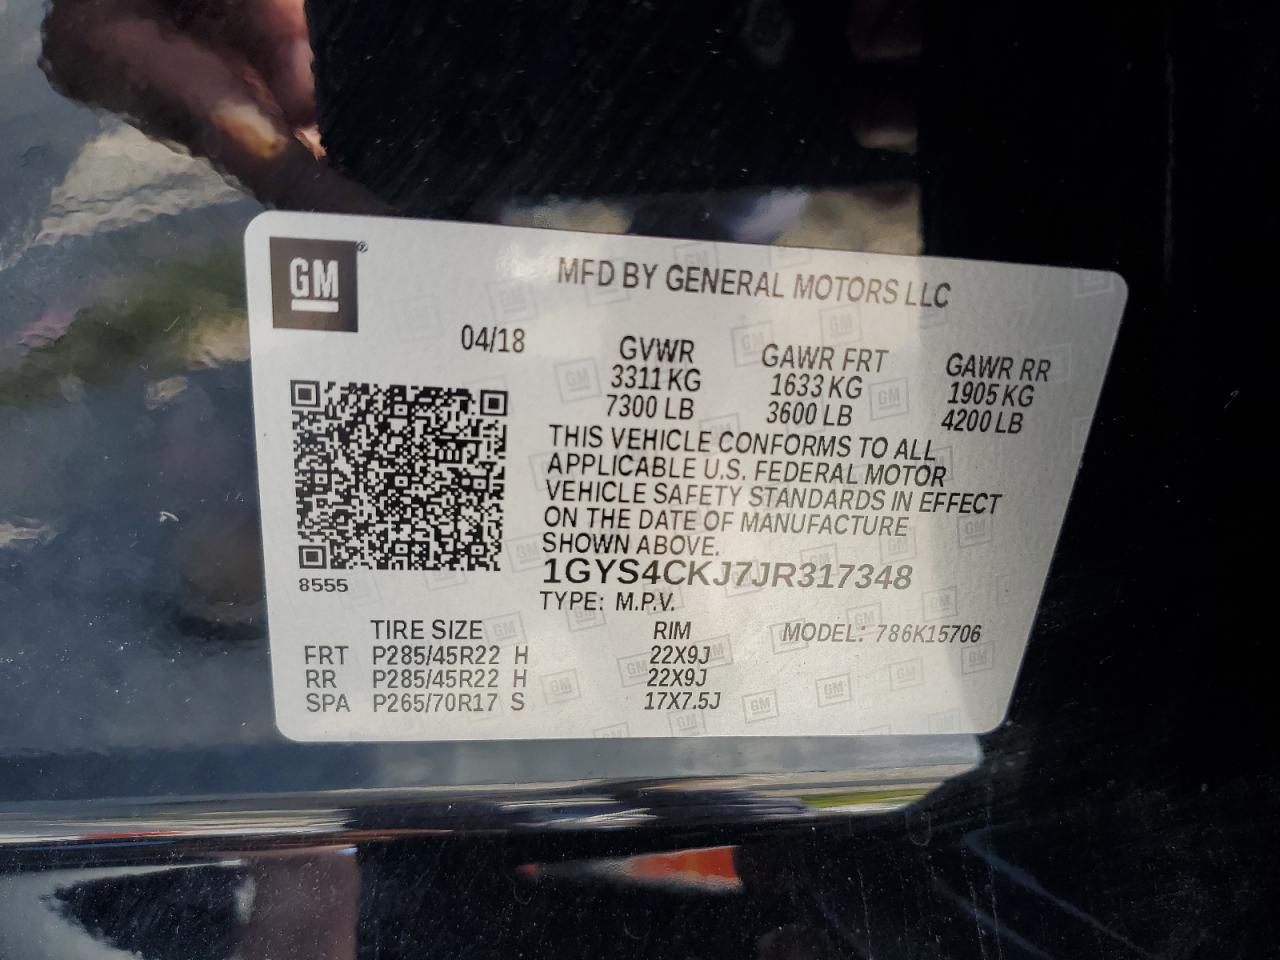 GM®
MFD BY GENERAL MOTORS LLC
04/18
GVWR GAWR FRT GAWR RR
3311 KG 1633 KG 1905 KG
7300 LB 3600 LB 4200 LB
THIS VEHICLE CONFORMS TO ALL
APPLICABLE U.S. FEDERAL MOTOR
VEHICLE SAFETY STANDARDS IN EFFECT
ON THE DATE OF MANUFACTURE
SHOWN ABOVE.
8555
1GYS4CKJ7JR317348
TYPE: M.P.V.
TIRE SIZE RIM MODEL: 786K15706
FRT P285/45R22 H 22X9J
RR P285/45R22 H 22X9J
SPA P265/70R17 S 17X7.5J